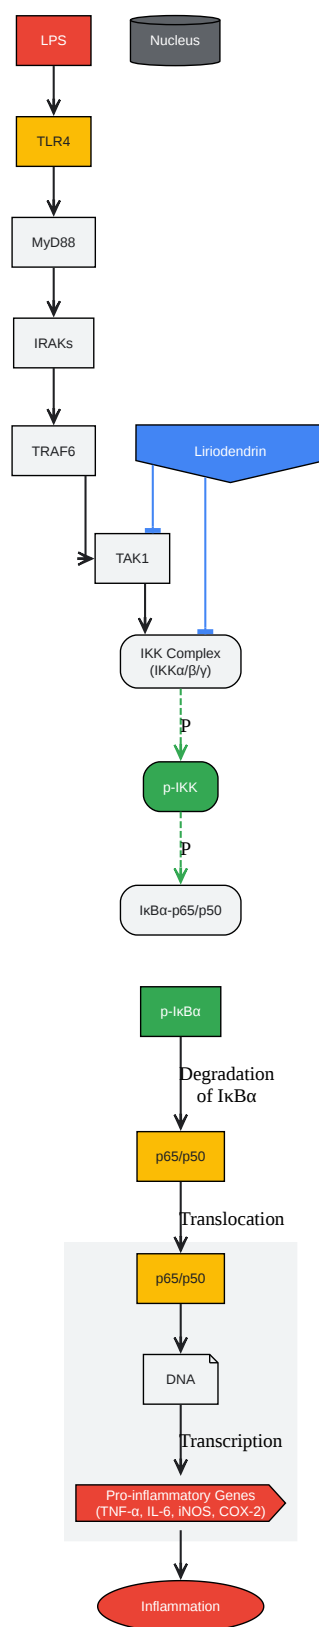 LPS
Nucleus
TLR4
MyD88
IRAKs
TRAF6
Liriodendrin
TAK1
IKK Complex
(IKKα/β/γ)
P
p-IKK
P
IκBα-p65/p50
p-IκBα
Degradation
of IκBα
p65/p50
Translocation
p65/p50
DNA
Transcription
Pro-inflammatory Genes
(TNF-α, IL-6, iNOS, COX-2)
Inflammation